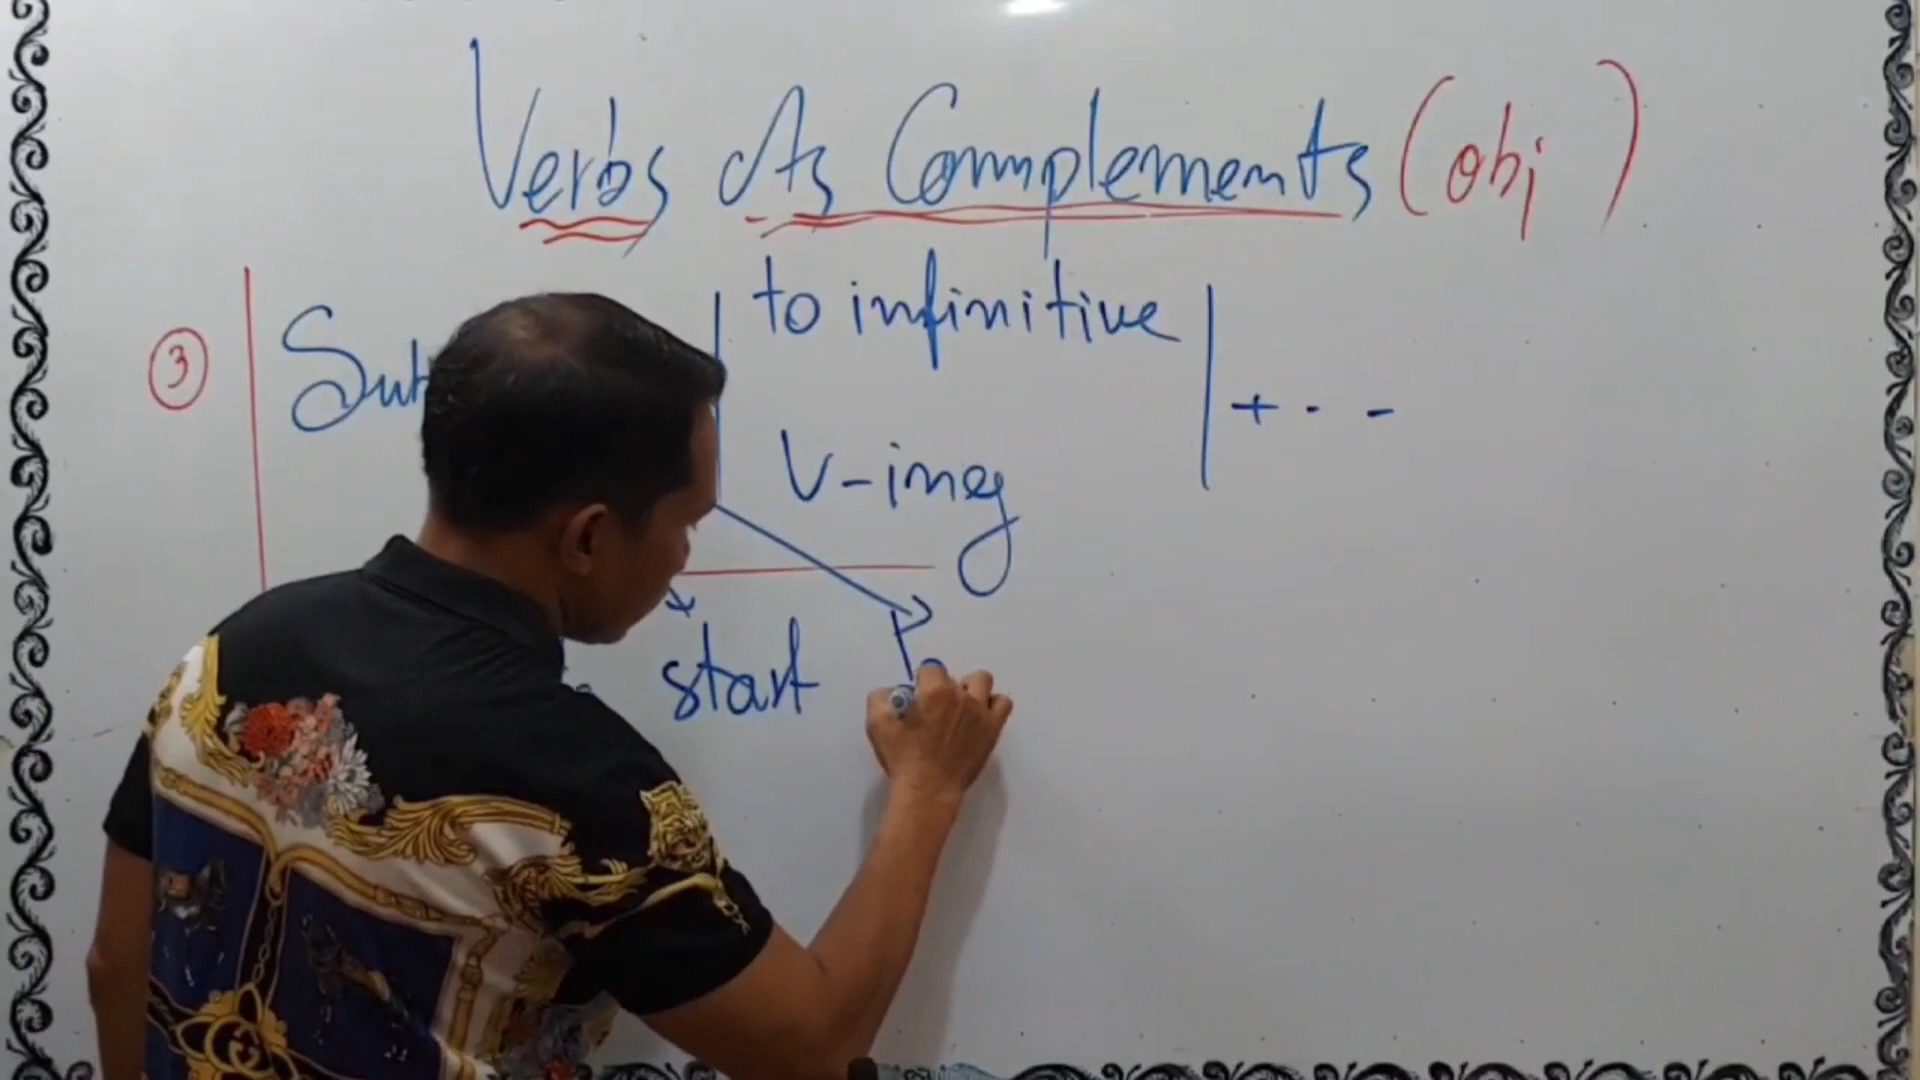 Verbs As Complements (obj)
to infinitive
③ Sub + - -
V-ing
start